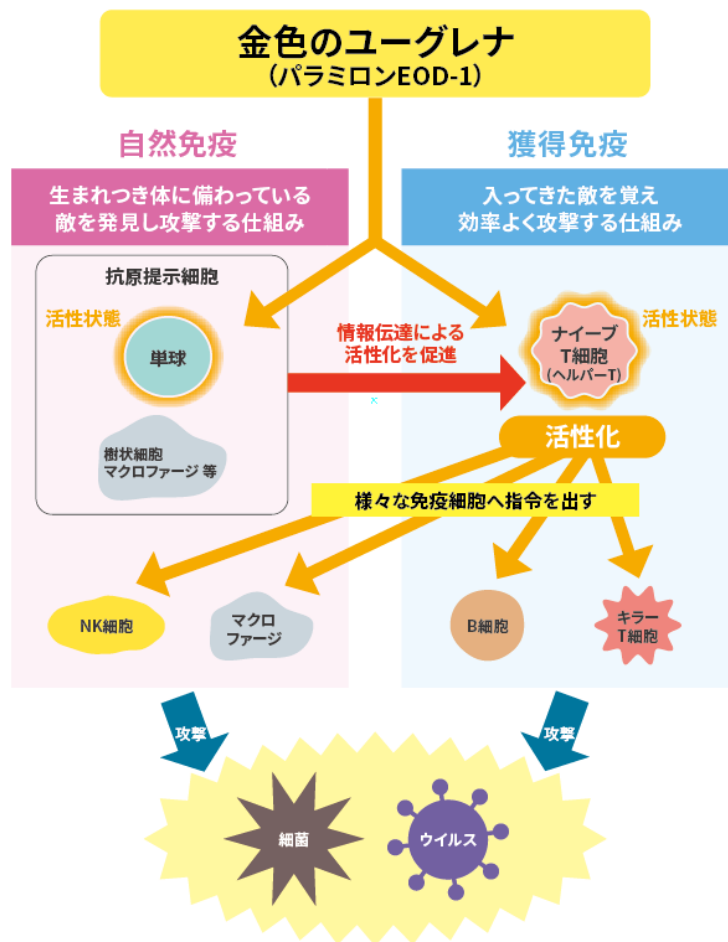 金色のユーグレナ
（パラミロンEOD-1）
自然免疫
獲得免疫
生まれつき体に備わっている
敵を発見し攻撃する仕組み
入ってきた敵を覚え
効率よく攻撃する仕組み
抗原提示細胞
活性状態
単球
樹状細胞
マクロファージ 等
情報伝達による
活性化を促進
ナイーブ
T細胞
(ヘルパーT)
活性状態
活性化
様々な免疫細胞へ指令を出す
NK細胞
マクロ
ファージ
B細胞
キラー
T細胞
攻撃
攻撃
細菌
ウイルス